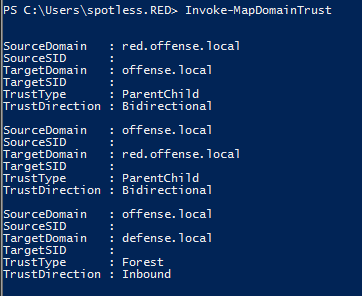 PS C:\Users\spotless.RED> Invoke-MapDomainTrust
SourceDomain : red.offense.local
SourceSID :
TargetDomain : offense.local
TargetSID :
TrustType : ParentChild
TrustDirection : Bidirectional
SourceDomain : offense.local
SourceSID :
TargetDomain : red.offense.local
TargetSID :
TrustType : ParentChild
TrustDirection : Bidirectional
SourceDomain : offense.local
SourceSID :
TargetDomain : defense.local
TargetSID :
TrustType : Forest
TrustDirection : Inbound